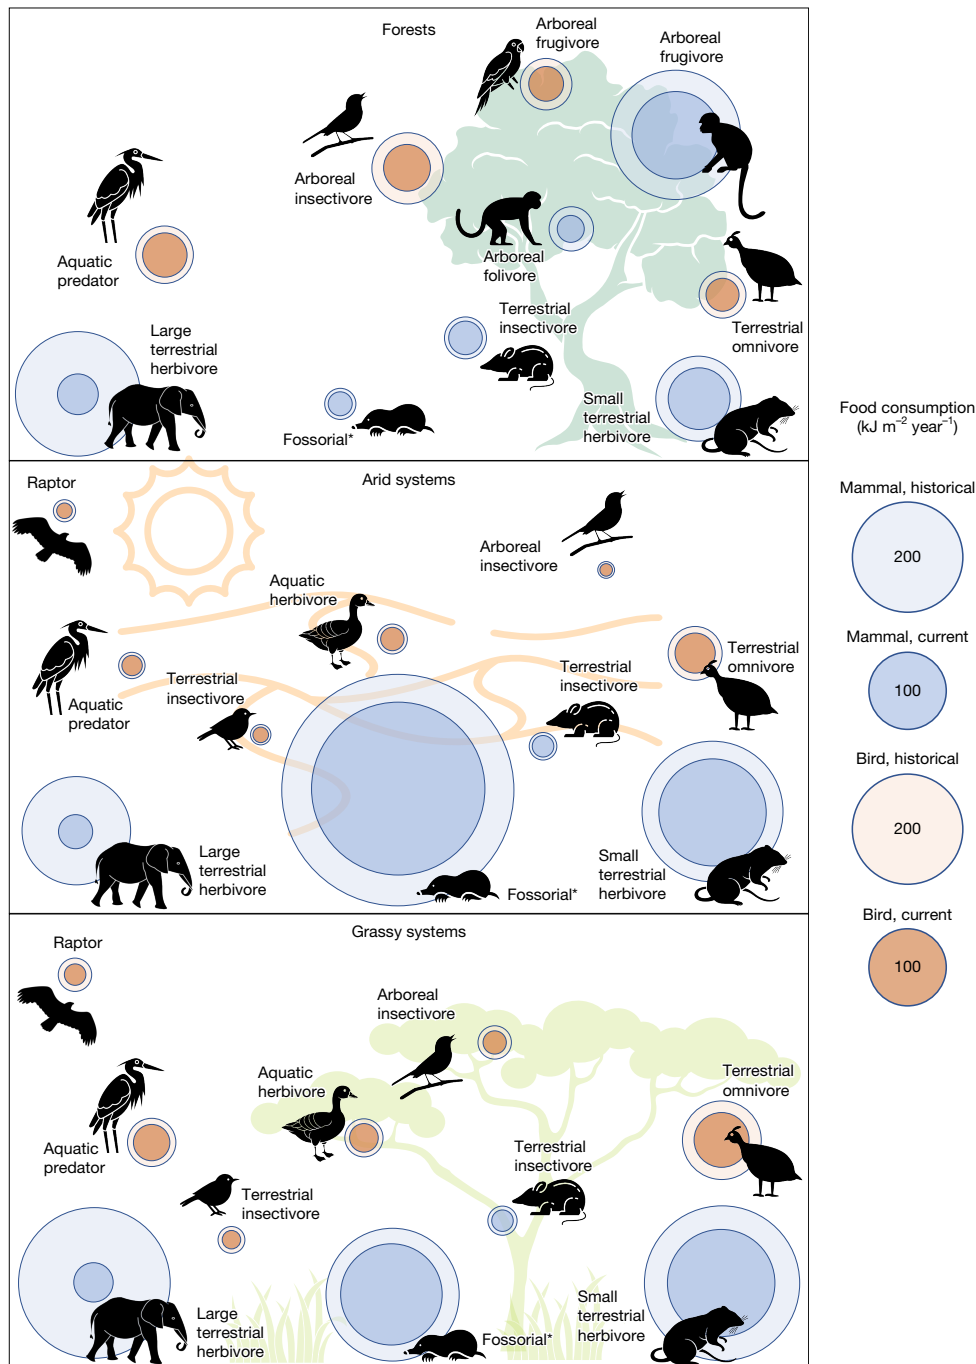 Forests
Arboreal
frugivore
Arboreal
frugivore
Arboreal
insectivore
Aquatic
predator
Arboreal
folivore
Terrestrial
omnivore
Terrestrial
insectivore
Large
terrestrial
herbivore
Small
terrestrial
herbivore
Fossorial*
Arid systems
Raptor
Arboreal
insectivore
Aquatic
herbivore
Terrestrial
omnivore
Terrestrial
insectivore
Terrestrial
insectivore
Aquatic
predator
Large
terrestrial
herbivore
Small
terrestrial
herbivore
Fossorial*
Grassy systems
Raptor
Arboreal
insectivore
Aquatic
herbivore
Terrestrial
omnivore
Aquatic
predator
Terrestrial
insectivore
Terrestrial
insectivore
Large
terrestrial
herbivore
Small
terrestrial
herbivore
Fossorial*
Food consumption
(kJ m⁻² year⁻¹)
Mammal, historical
200
Mammal, current
100
Bird, historical
200
Bird, current
100